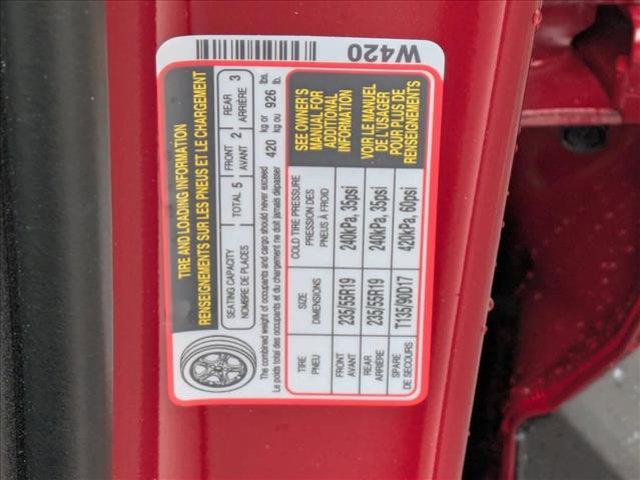 W420
TIRE AND LOADING INFORMATION
RENSEIGNEMENTS SUR LES PNEUS ET LE CHARGEMENT
SEATING CAPACITY TOTAL 5 FRONT 2 REAR 3
NOMBRE DE PLACES AVANT ARRIÈRE
The combined weight of occupants and cargo should never exceed 420 kg or 926 lbs.
Le poids total des occupants et du chargement ne doit jamais dépasser kg ou lb.
TIRE SIZE COLD TIRE PRESSURE
PNEU DIMENSIONS PRESSION DES
PNEUS À FROID
FRONT 235/55R19 240kPa, 35psi
AVANT
REAR 235/55R19 240kPa, 35psi
ARRIÈRE
SPARE T135/90D17 420kPa, 60psi
DE SECOURS
SEE OWNER'S
MANUAL FOR
ADDITIONAL
INFORMATION
VOIR LE MANUEL
DE L'USAGER
POUR PLUS DE
RENSEIGNEMENTS